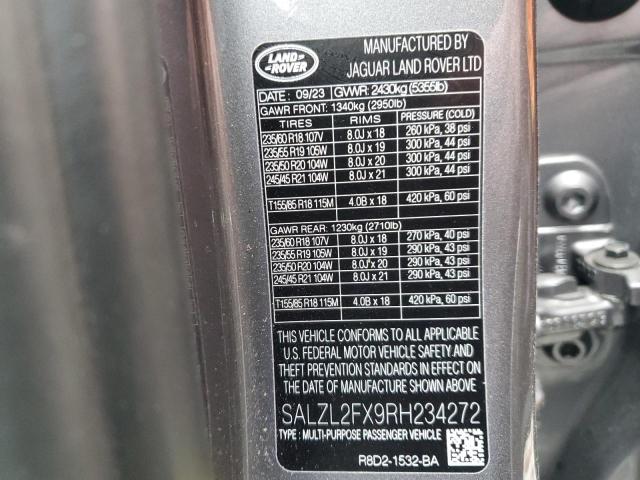 LAND ROVER
MANUFACTURED BY
JAGUAR LAND ROVER LTD
DATE: 09/23 GVWR: 2430kg (5355lb)
GAWR FRONT: 1340kg (2950lb)
TIRES RIMS PRESSURE (COLD)
235/60 R18 107V 8.0J x 18 260 kPa, 38 psi
235/55 R19 105W 8.0J x 19 300 kPa, 44 psi
235/50 R20 104W 8.0J x 20 300 kPa, 44 psi
245/45 R21 104W 8.0J x 21 300 kPa, 44 psi
T155/85 R18 115M 4.0B x 18 420 kPa, 60 psi
GAWR REAR: 1230kg (2710lb)
235/60 R18 107V 8.0J x 18 270 kPa, 40 psi
235/55 R19 105W 8.0J x 19 290 kPa, 43 psi
235/50 R20 104W 8.0J x 20 290 kPa, 43 psi
245/45 R21 104W 8.0J x 21 290 kPa, 43 psi
T155/85 R18 115M 4.0B x 18 420 kPa, 60 psi
THIS VEHICLE CONFORMS TO ALL APPLICABLE
U.S. FEDERAL MOTOR VEHICLE SAFETY AND
THEFT PREVENTION STANDARDS IN EFFECT ON
THE DATE OF MANUFACTURE SHOWN ABOVE
SALZL2FX9RH234272
TYPE: MULTI-PURPOSE PASSENGER VEHICLE
R8D2-1532-BA